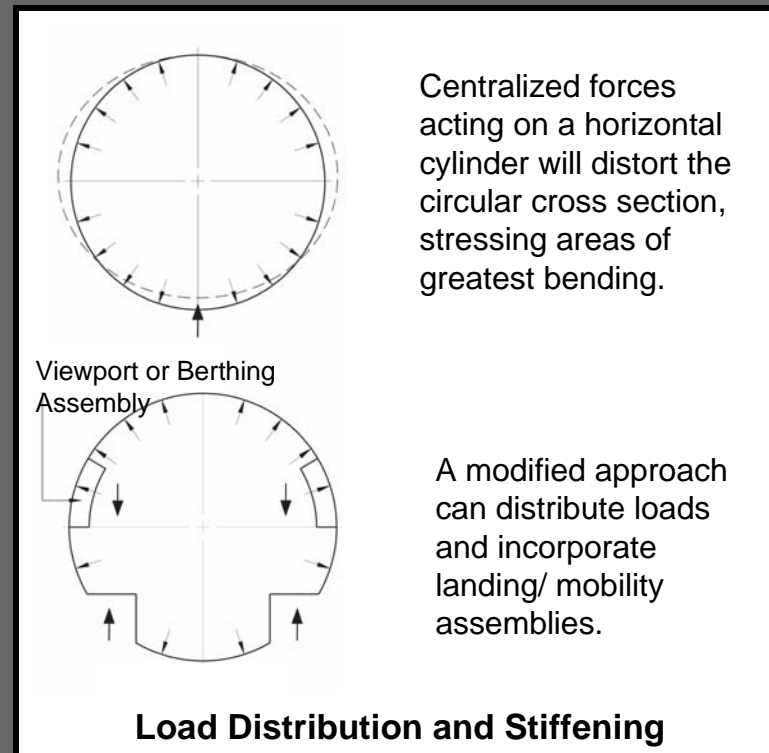 Centralized forces
acting on a horizontal
cylinder will distort the
circular cross section,
stressing areas of
greatest bending.
Viewport or Berthing
Assembly
A modified approach
can distribute loads
and incorporate
landing/ mobility
assemblies.
Load Distribution and Stiffening